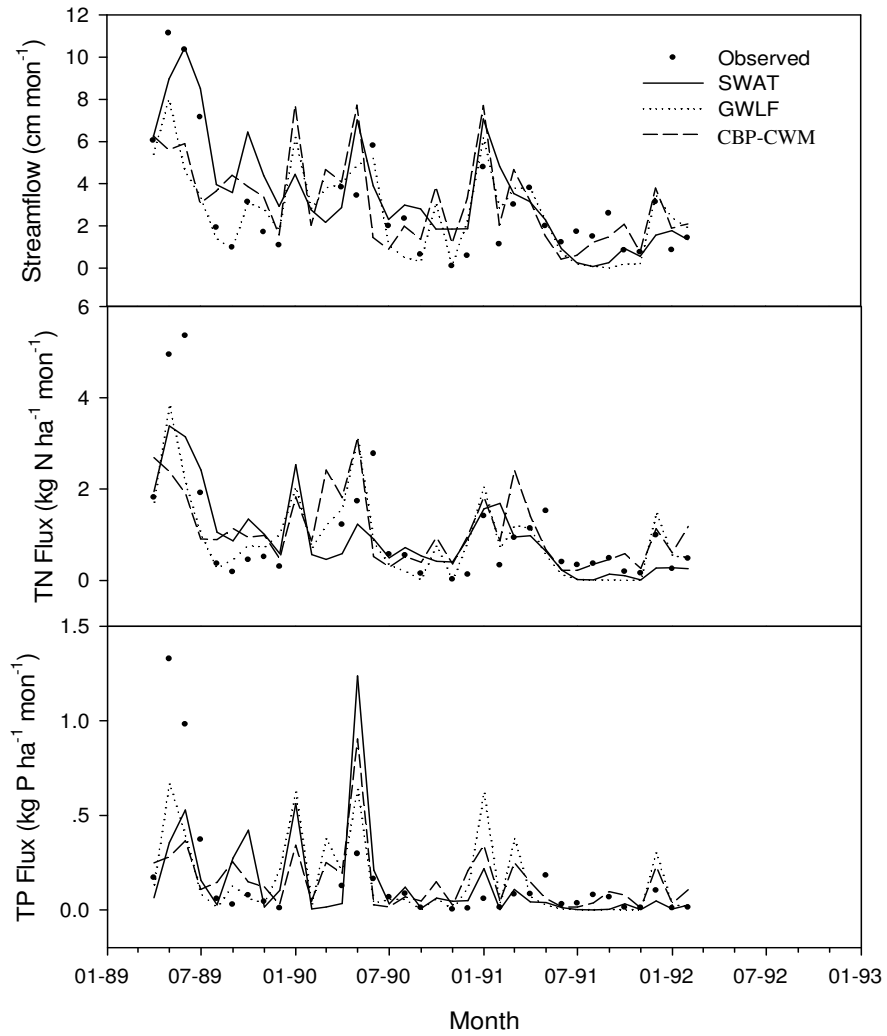 12
10
8
6
4
2
0
Streamflow (cm mon⁻¹)
Observed
SWAT
GWLF
CBP-CWM
6
4
2
0
TN Flux (kg N ha⁻¹ mon⁻¹)
1.5
1.0
.5
0.0
TP Flux (kg P ha⁻¹ mon⁻¹)
01-89 07-89 01-90 07-90 01-91 07-91 01-92 07-92 01-93
Month